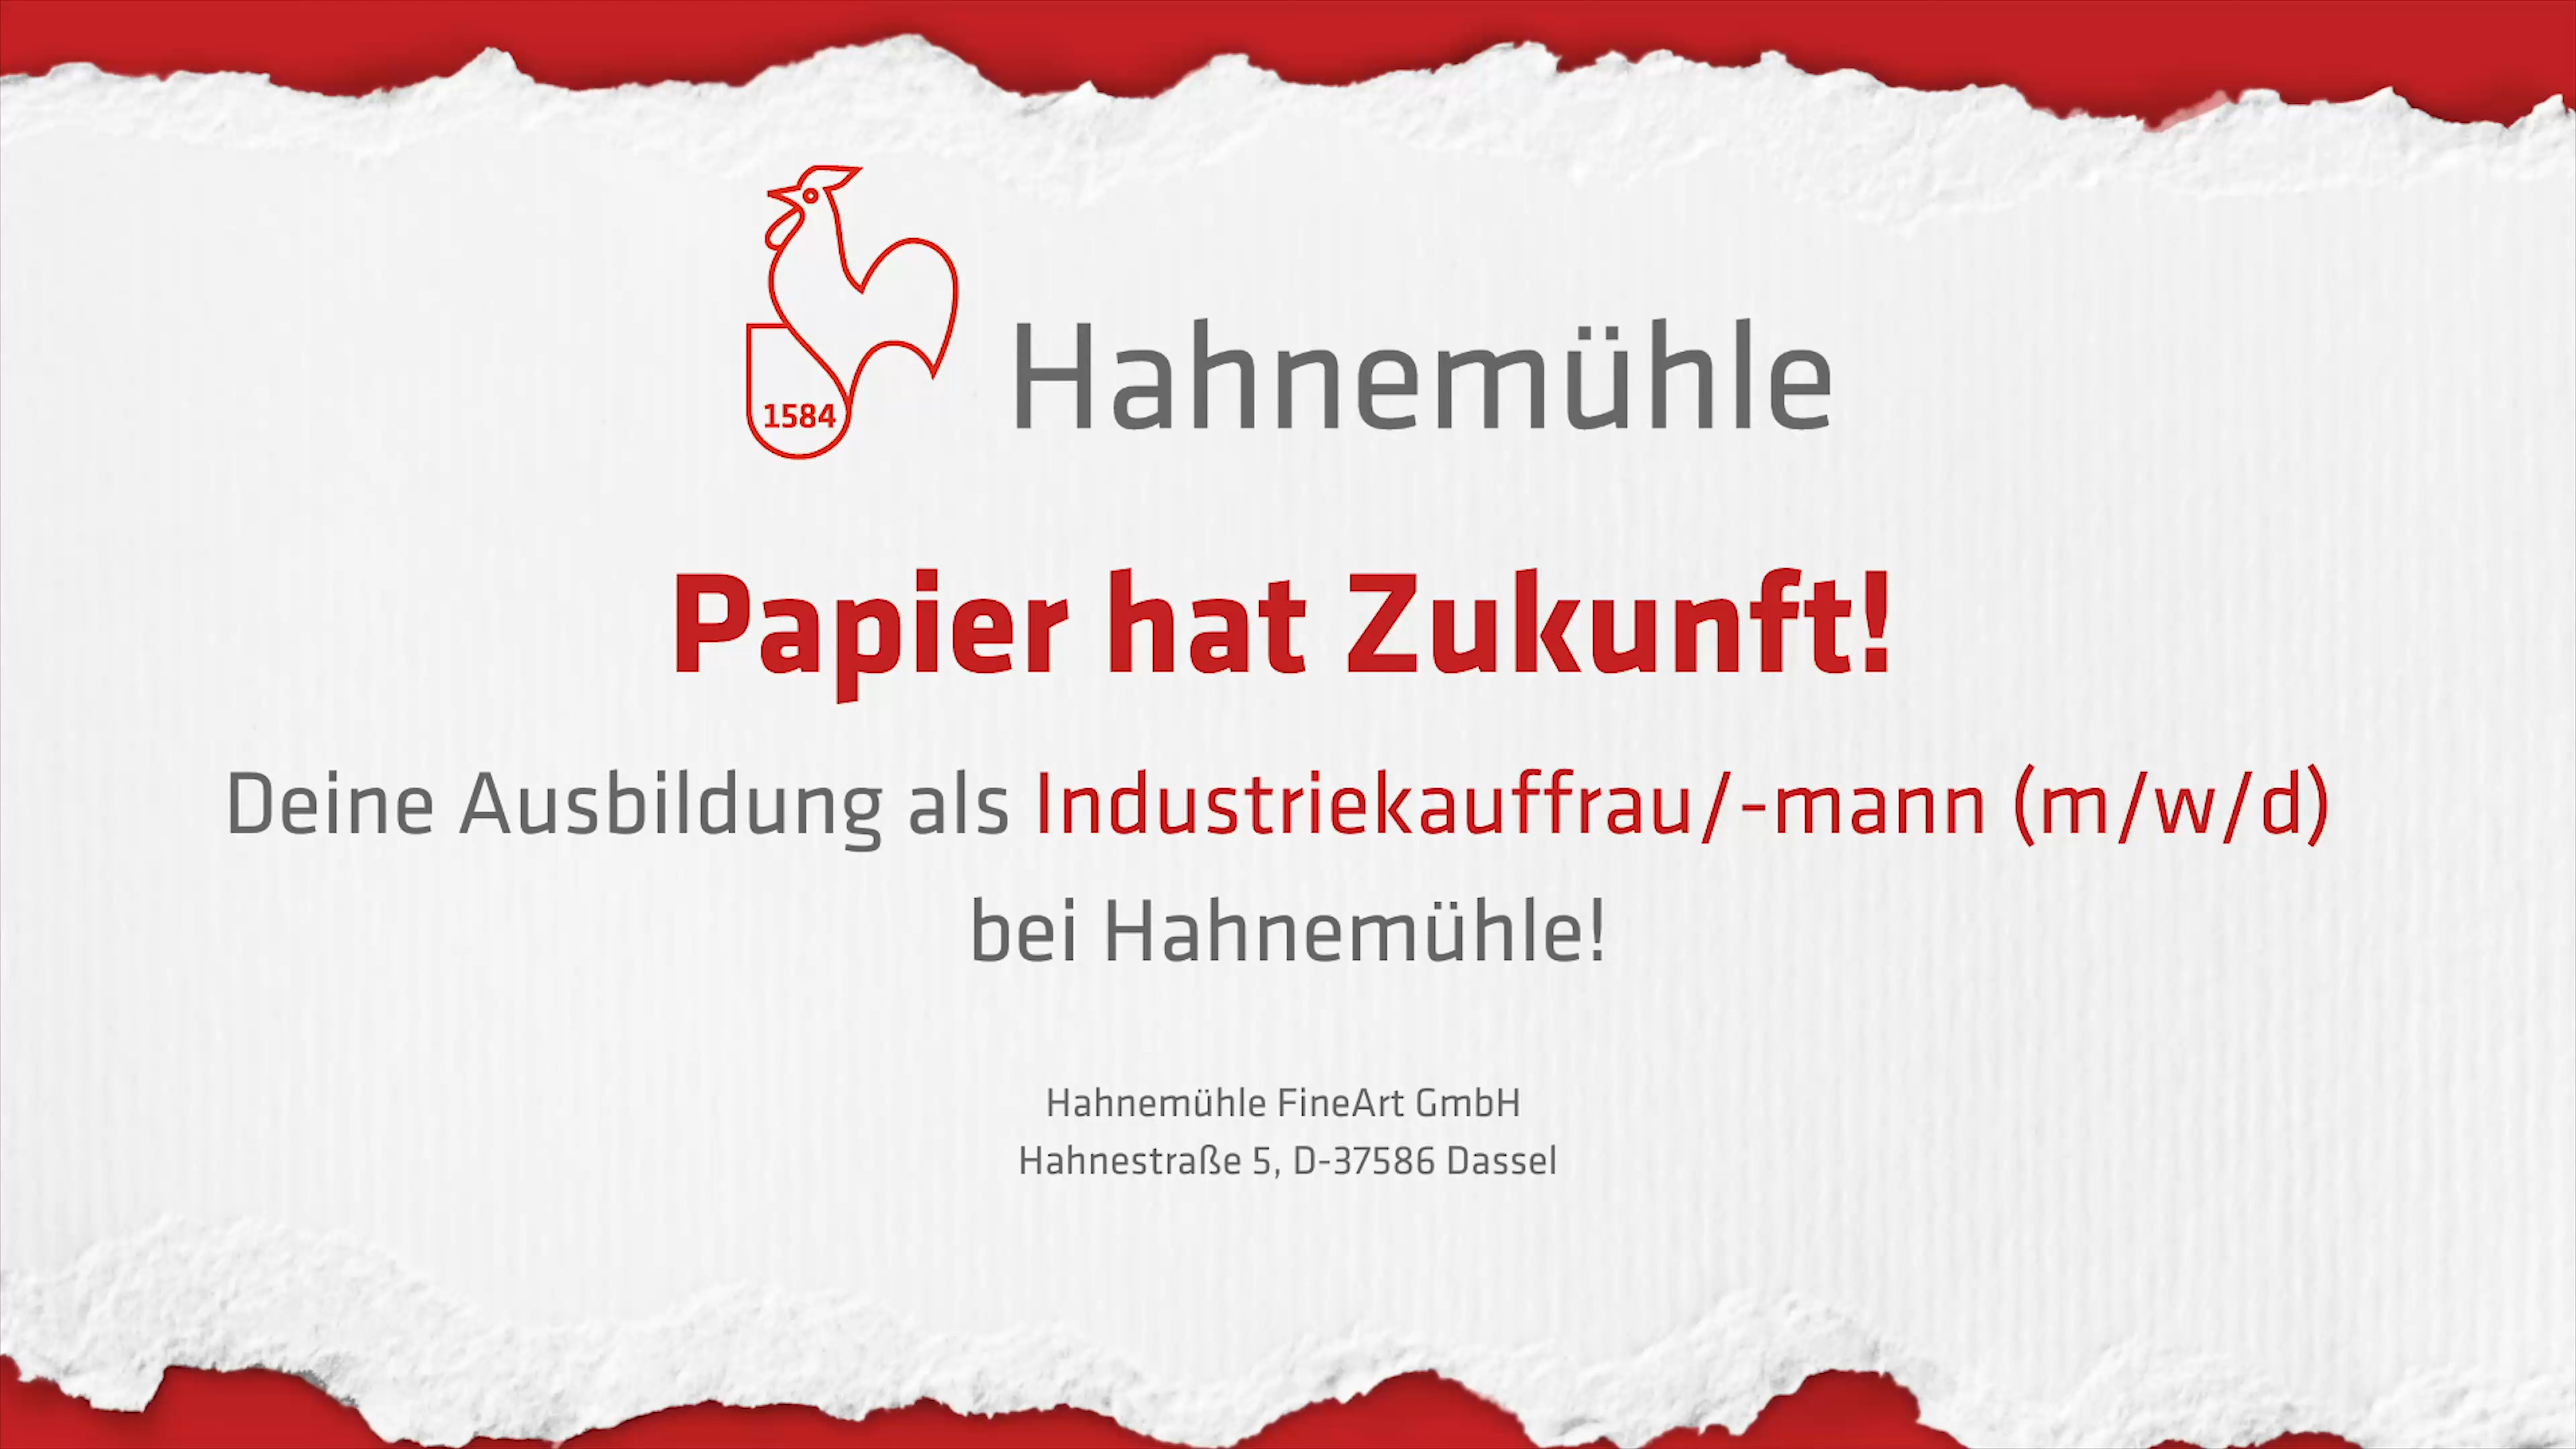 1584
Hahnemühle
Papier hat Zukunft!
Deine Ausbildung als Industriekauffrau/-mann (m/w/d)
bei Hahnemühle!
Hahnemühle FineArt GmbH
Hahnestraße 5, D-37586 Dassel